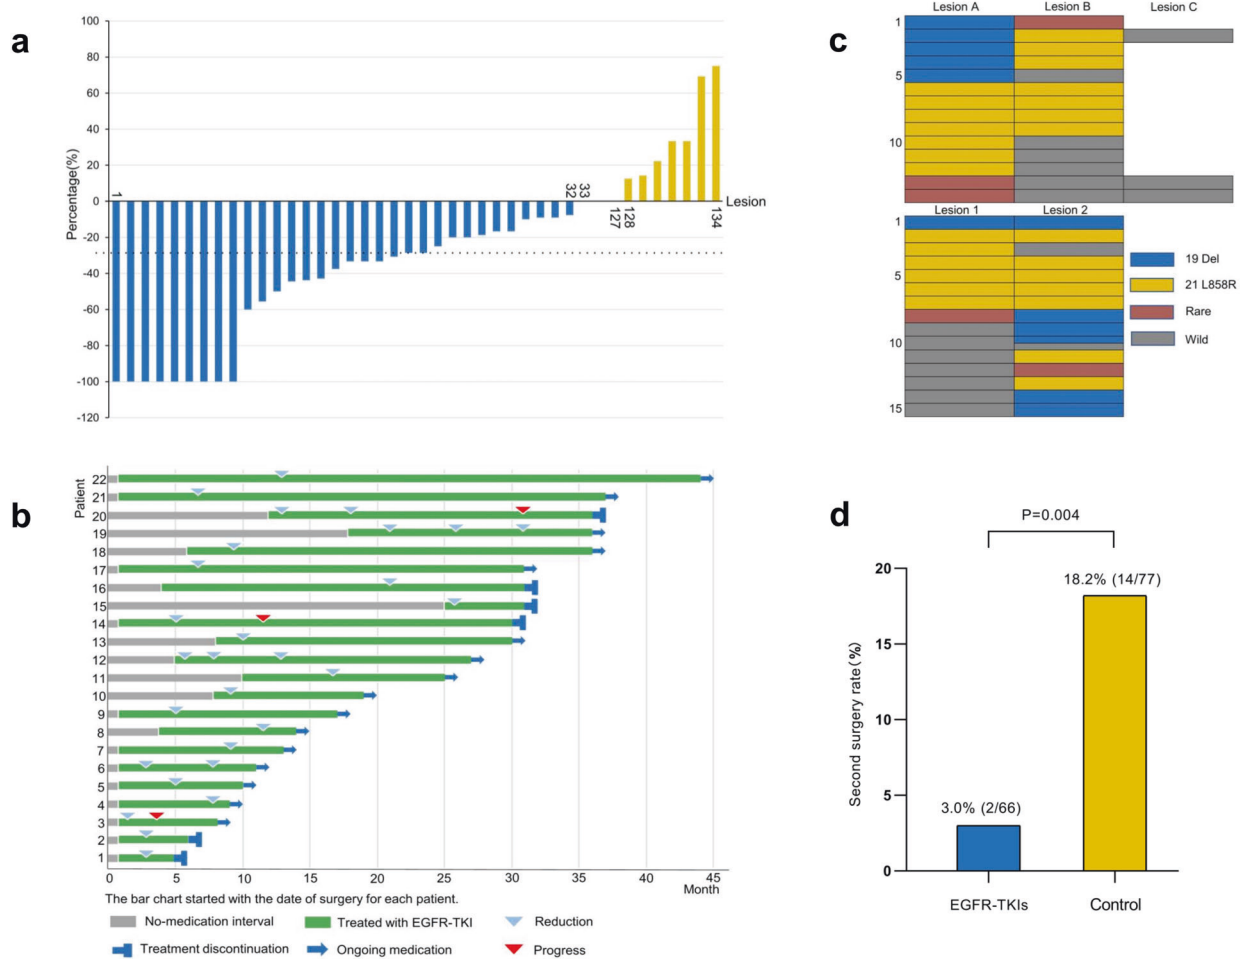 a
100
80
60
40
20
0
-20
-40
-60
-80
-100
-120
Percentage(%)
1
32
33
127
128
134
Lesion
b
Patient
22
21
20
19
18
17
16
15
14
13
12
11
10
9
8
7
6
5
4
3
2
1
0 5 10 15 20 25 30 35 40 45
Month
The bar chart started with the date of surgery for each patient.
No-medication interval Treated with EGFR-TKI Reduction
Treatment discontinuation Ongoing medication Progress
c
Lesion A Lesion B Lesion C
1
5
10
Lesion 1 Lesion 2
1
5
10
15
19 Del
21 L858R
Rare
Wild
d
P=0.004
18.2% (14/77)
3.0% (2/66)
20
15
10
5
0
Second surgery rate (%)
EGFR-TKIs Control